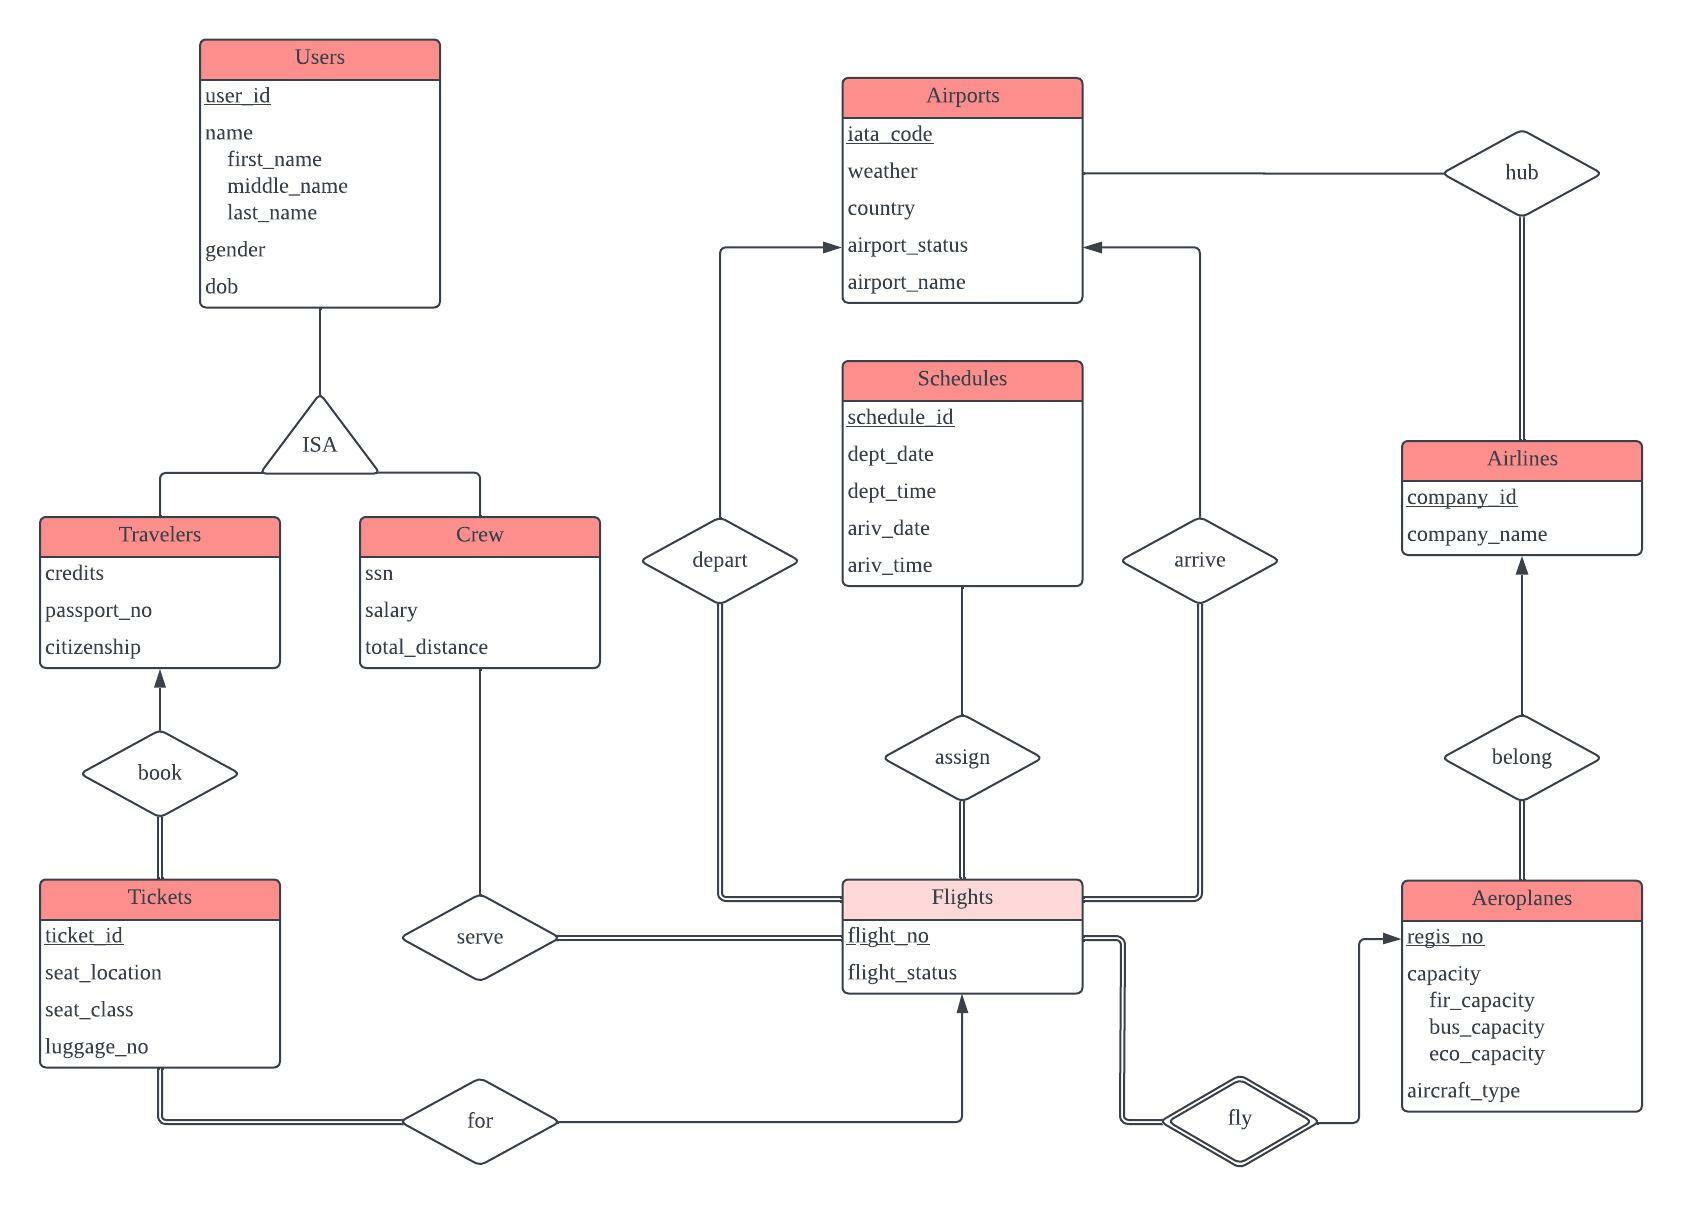 Users
user_id
name
first_name
middle_name
last_name
gender
dob
Airports
iata_code
weather
country
airport_status
airport_name
hub
ISA
Schedules
schedule_id
dept_date
dept_time
ariv_date
ariv_time
Airlines
company_id
company_name
Travelers
credits
passport_no
citizenship
Crew
ssn
salary
total_distance
depart
arrive
book
assign
belong
Tickets
ticket_id
seat_location
seat_class
luggage_no
serve
Flights
flight_no
flight_status
Aeroplanes
regis_no
capacity
fir_capacity
bus_capacity
eco_capacity
aircraft_type
for
fly